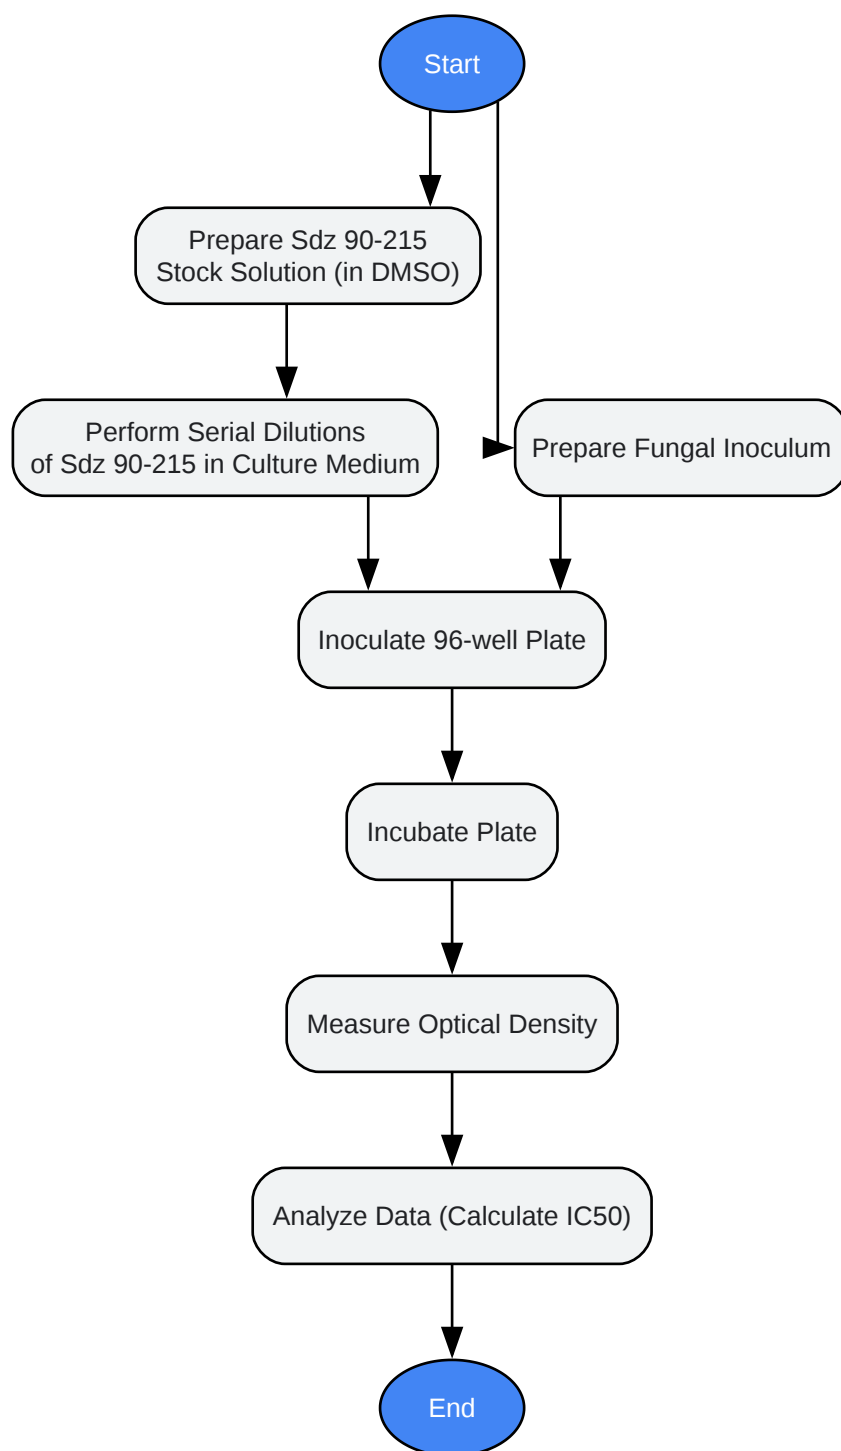 Start
Prepare Sdz 90-215
Stock Solution (in DMSO)
Perform Serial Dilutions
of Sdz 90-215 in Culture Medium
Prepare Fungal Inoculum
Inoculate 96-well Plate
Incubate Plate
Measure Optical Density
Analyze Data (Calculate IC50)
End